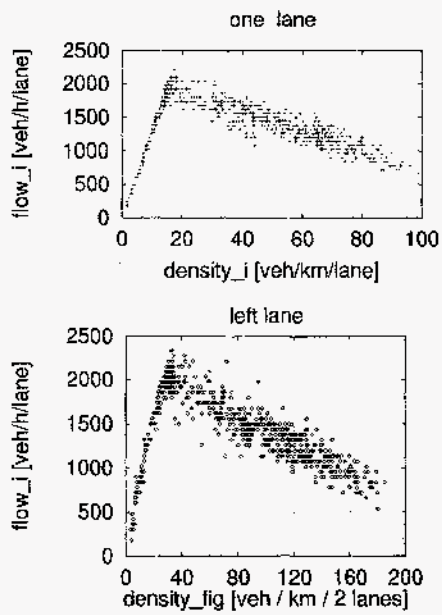 one lane
flow_i [veh/h/lane]
2500
2000
1500
1000
500
0
0 20 40 60 80 100
density_i [veh/km/lane]
left lane
flow_i [veh/h/lane]
2500
2000
1500
1000
500
0
0 40 80 120 160 200
density_fig [veh / km / 2 lanes]